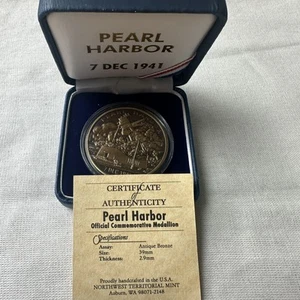 PEARL
HARBOR
7 DEC 1941
CERTIFICATE
of
AUTHENTICITY
Pearl Harbor
Official Commemorative Medallion
Specifications
Assay: Antique Bronze
Size: 39mm
Thickness: 2.9mm
Proudly handcrafted in the U.S.A.
NORTHWEST TERRITORIAL MINT
Auburn, WA 98071-2148